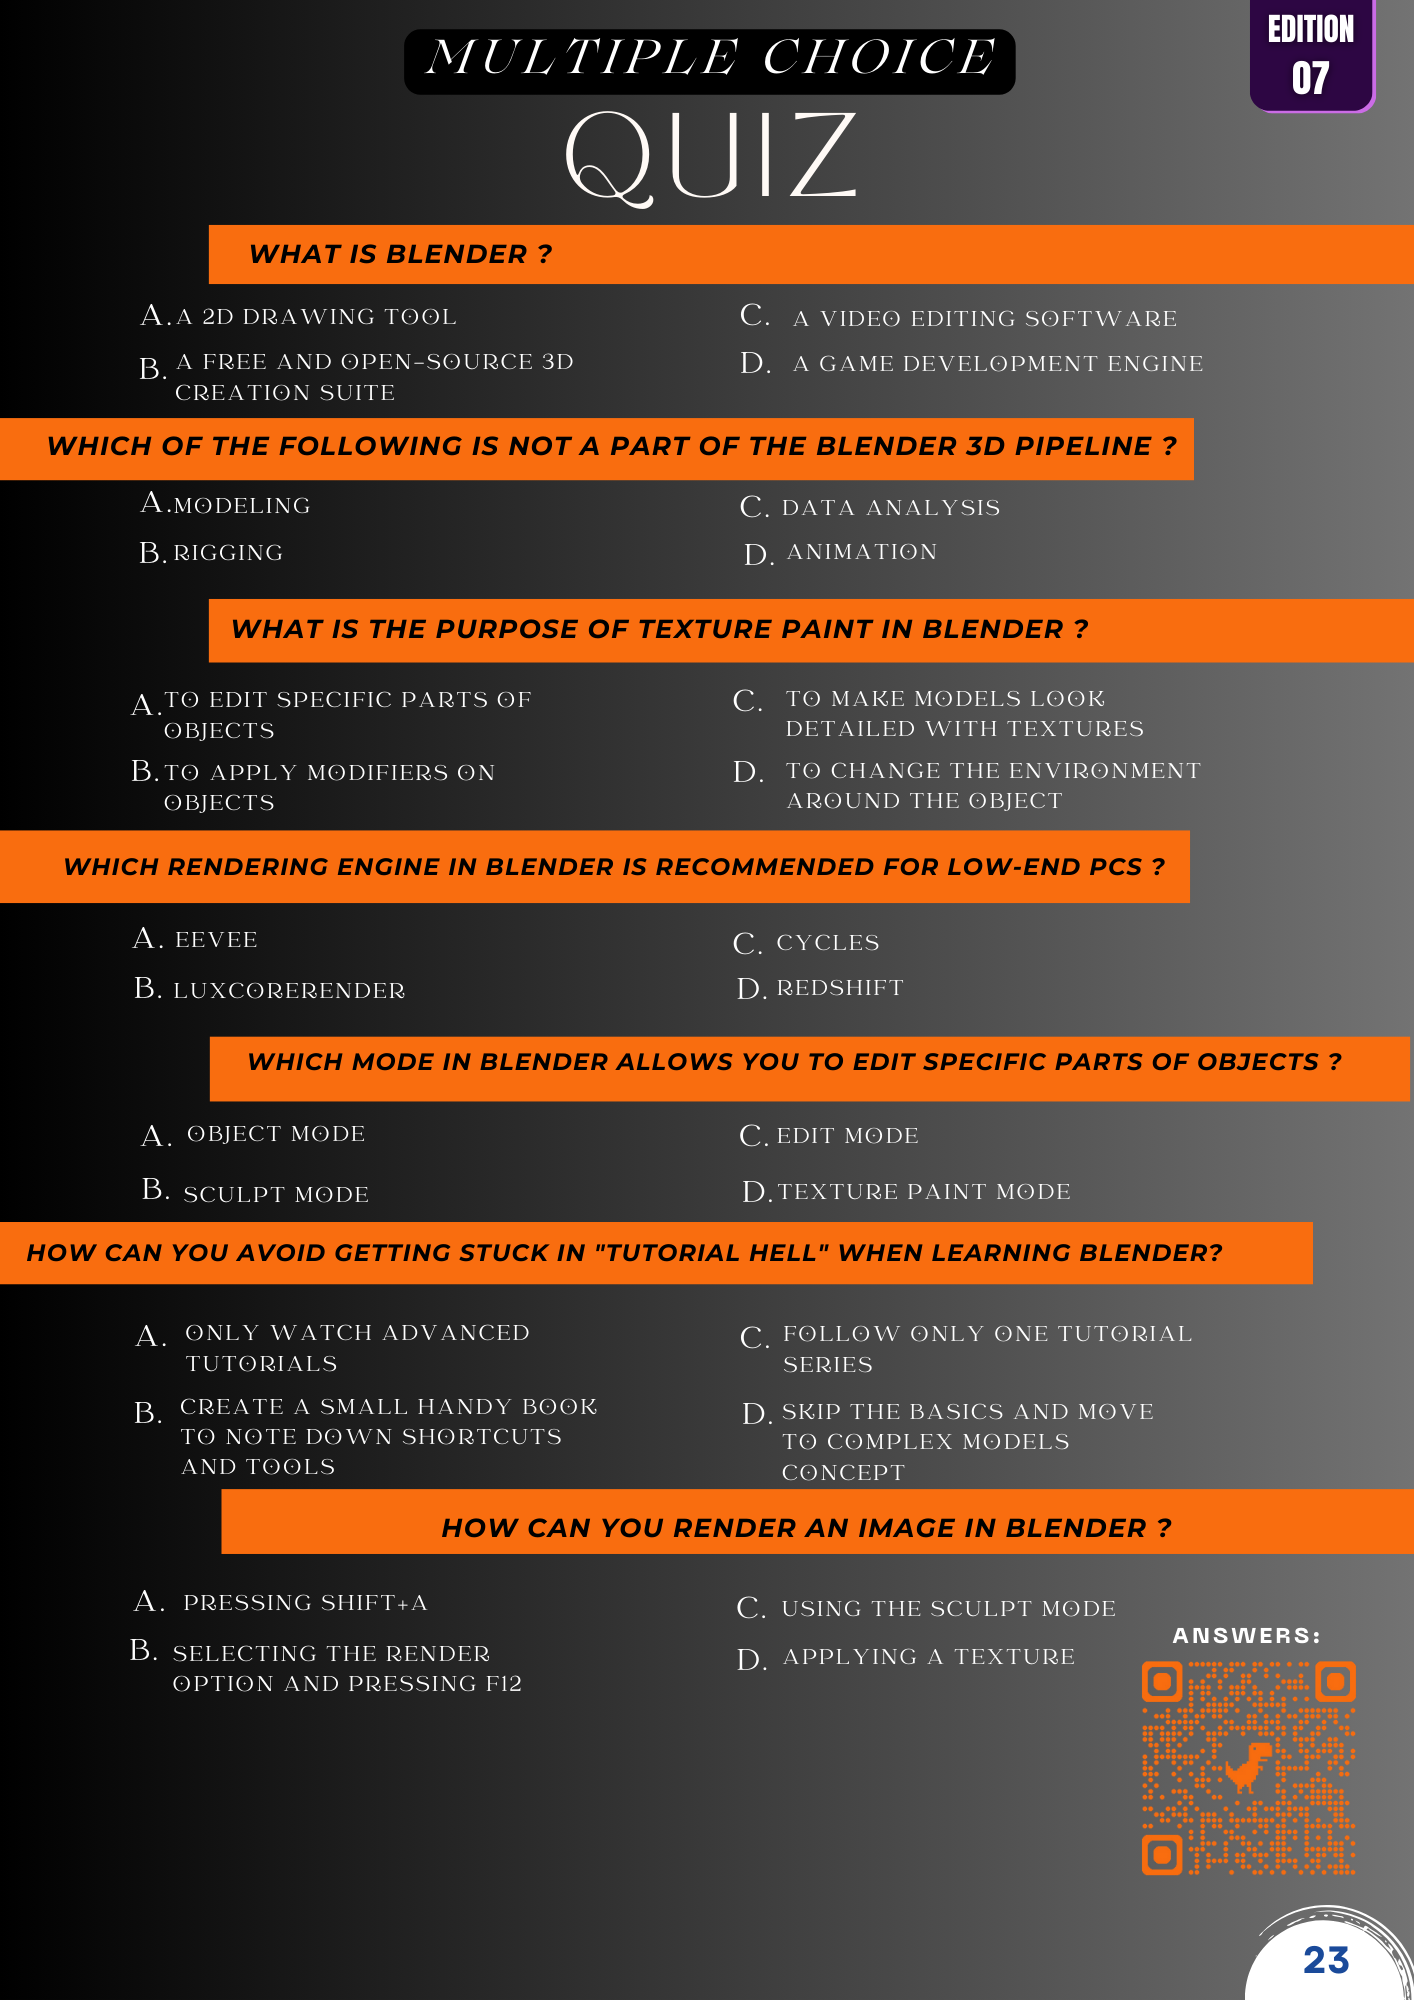 MULTIPLE CHOICE
EDITION
07
QUIZ
WHAT IS BLENDER ?
A. A 2D DRAWING TOOL
B. A FREE AND OPEN-SOURCE 3D
CREATION SUITE
C. A VIDEO EDITING SOFTWARE
D. A GAME DEVELOPMENT ENGINE
WHICH OF THE FOLLOWING IS NOT A PART OF THE BLENDER 3D PIPELINE ?
A. MODELING
B. RIGGING
C. DATA ANALYSIS
D. ANIMATION
WHAT IS THE PURPOSE OF TEXTURE PAINT IN BLENDER ?
A. TO EDIT SPECIFIC PARTS OF
OBJECTS
B. TO APPLY MODIFIERS ON
OBJECTS
C. TO MAKE MODELS LOOK
DETAILED WITH TEXTURES
D. TO CHANGE THE ENVIRONMENT
AROUND THE OBJECT
WHICH RENDERING ENGINE IN BLENDER IS RECOMMENDED FOR LOW-END PCS ?
A. EEVEE
B. LUXCORERENDER
C. CYCLES
D. REDSHIFT
WHICH MODE IN BLENDER ALLOWS YOU TO EDIT SPECIFIC PARTS OF OBJECTS ?
A. OBJECT MODE
B. SCULPT MODE
C. EDIT MODE
D. TEXTURE PAINT MODE
HOW CAN YOU AVOID GETTING STUCK IN "TUTORIAL HELL" WHEN LEARNING BLENDER?
A. ONLY WATCH ADVANCED
TUTORIALS
B. CREATE A SMALL HANDY BOOK
TO NOTE DOWN SHORTCUTS
AND TOOLS
C. FOLLOW ONLY ONE TUTORIAL
SERIES
D. SKIP THE BASICS AND MOVE
TO COMPLEX MODELS
CONCEPT
HOW CAN YOU RENDER AN IMAGE IN BLENDER ?
A. PRESSING SHIFT+A
B. SELECTING THE RENDER
OPTION AND PRESSING F12
C. USING THE SCULPT MODE
D. APPLYING A TEXTURE
ANSWERS:
23